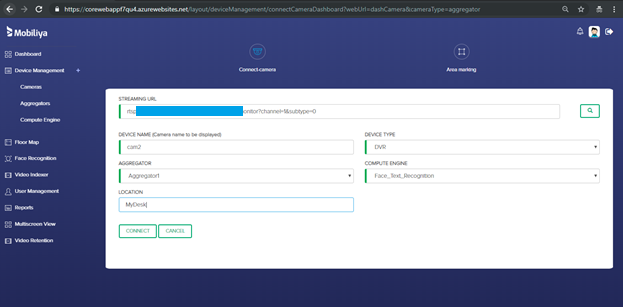 https://corewebappf7qu4.azurewebsites.net/layout/deviceManagement/connectCameraDashboard?webUrl=dashCamera&cameraType=aggregator
Mobiliya
Dashboard
Device Management +
Cameras
Aggregators
Compute Engine
Floor Map
Face Recognition
Video Indexer
User Management
Reports
Multiscreen View
Video Retention
Connect-camera
Area marking
STREAMING URL
rtsp onitor?channel=1&subtype=0
DEVICE NAME (Camera name to be displayed)
DEVICE TYPE
cam2
DVR
AGGREGATOR
COMPUTE ENGINE
Aggregator1
Face_Text_Recognition
LOCATION
MyDesk
CONNECT
CANCEL